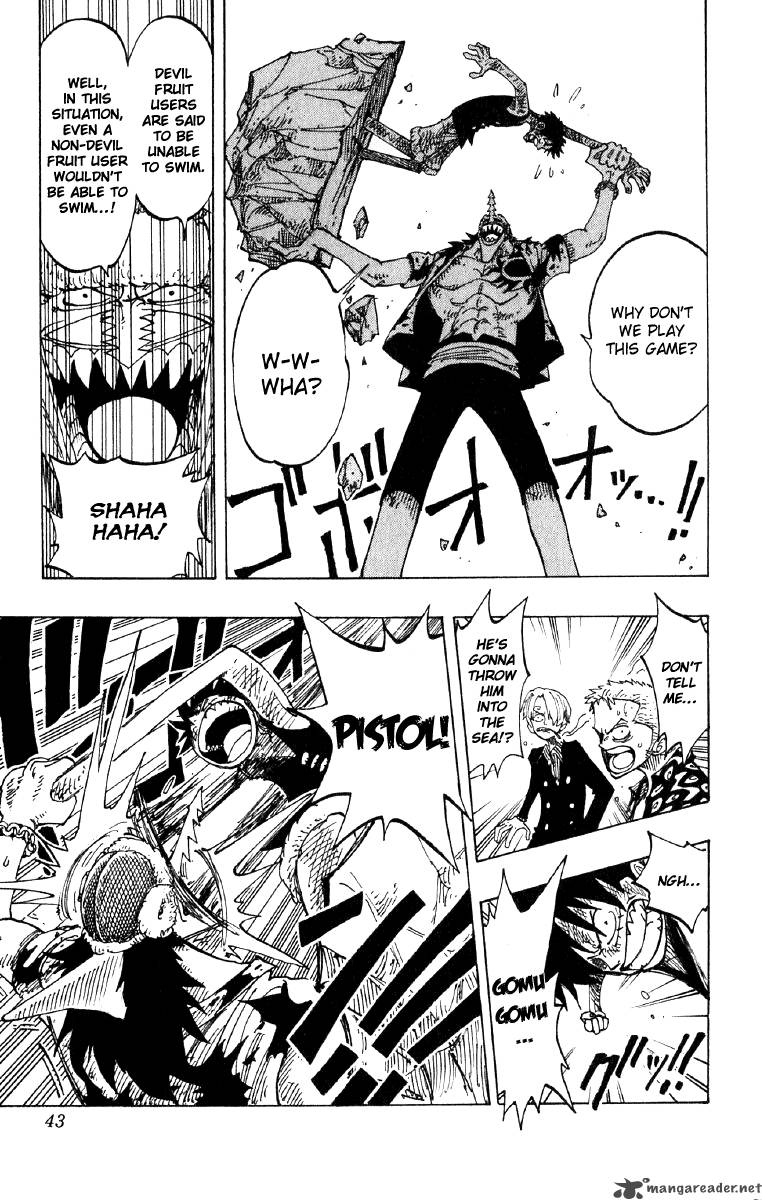 WHY DON'T
WE PLAY
THIS GAME?
W-W-
WHA?
ゴボオオッ...!!
DEVIL
FRUIT
USERS
ARE SAID
TO BE
UNABLE
TO SWIM.
WELL,
IN THIS
SITUATION,
EVEN A
NON-DEVIL
FRUIT USER
WOULDN'T
BE ABLE TO
SWIM...!
SHAHA
HAHA!
DON'T
TELL
ME...
HE'S
GONNA
THROW
HIM
INTO
THE
SEA!?
NGH...
GOMU
GOMU
...
グッ!!
PISTOL!
43
mangareader.net